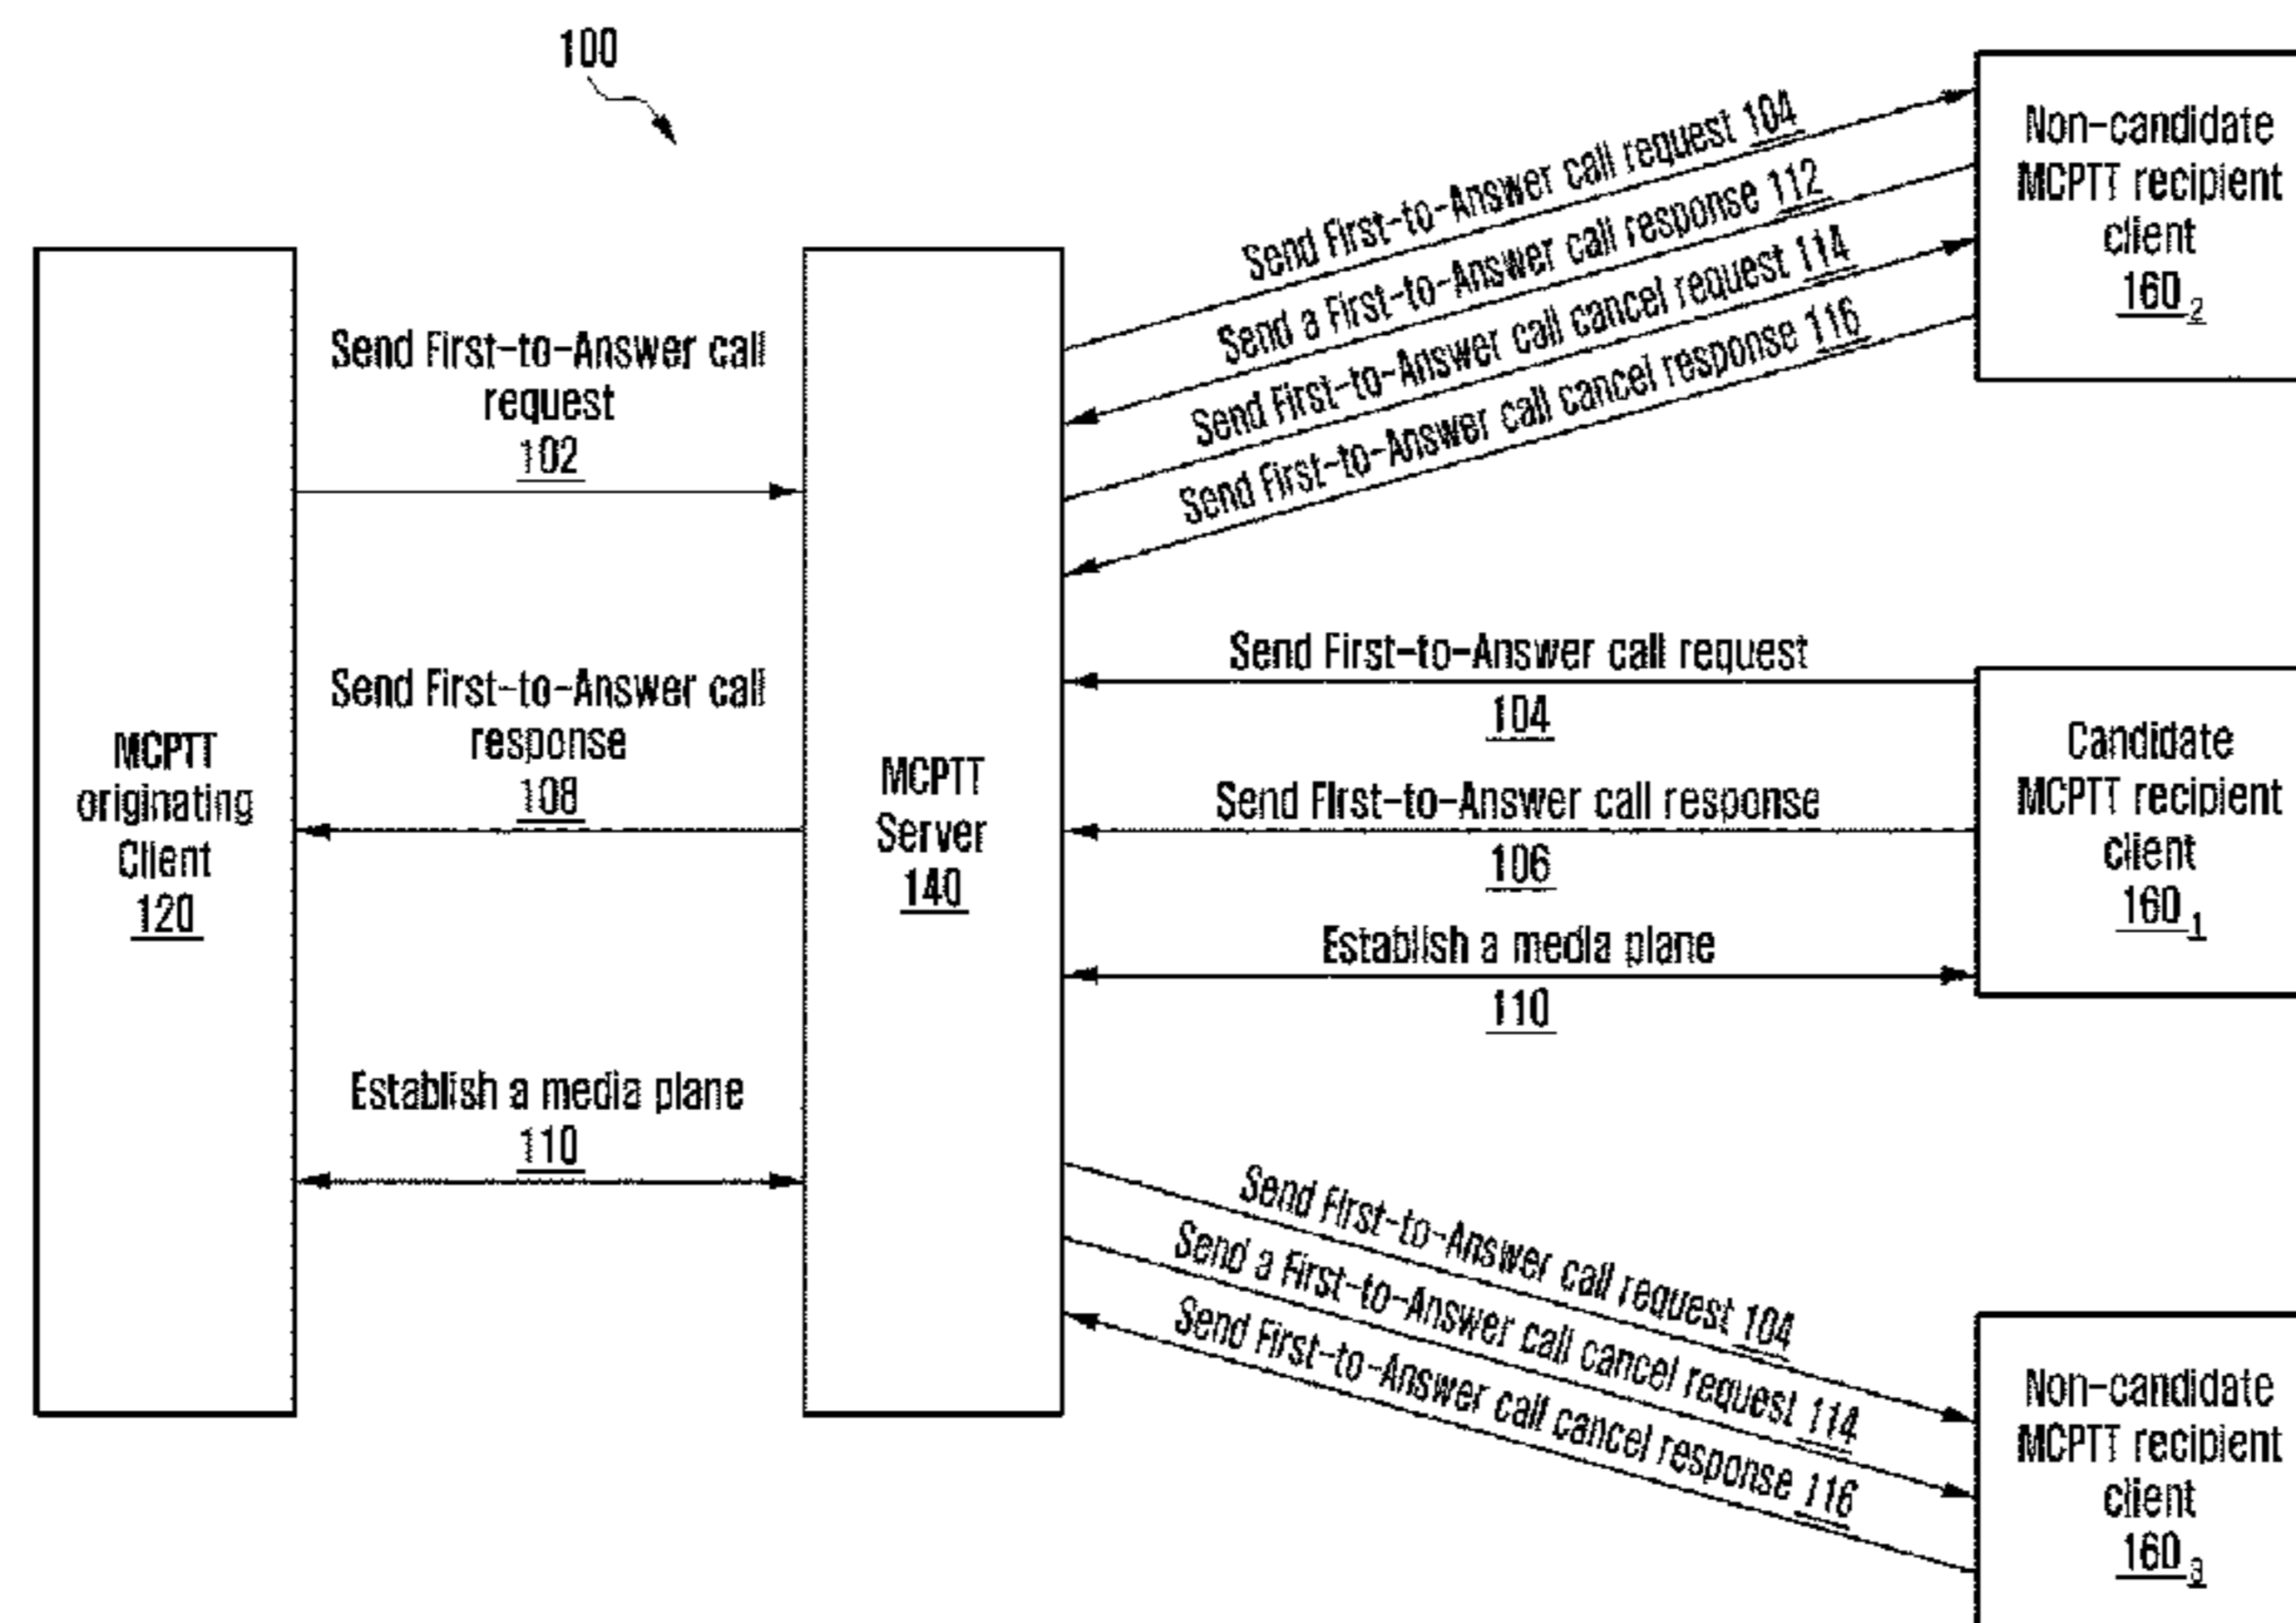 100
MCPTT
originating
Client
120
Send First-to-Answer call
request
102
Send First-to-Answer call
response
108
Establish a media plane
110
MCPTT
Server
140
Send First-to-Answer call request 104
Send a First-to-Answer call response 112
Send First-to-Answer call cancel request 114
Send First-to-Answer call cancel response 116
Send First-to-Answer call request
104
Send First-to-Answer call response
106
Establish a media plane
110
Send First-to-Answer call request 104
Send a First-to-Answer call cancel request 114
Send First-to-Answer call cancel response 116
Non-candidate
MCPTT recipient
client
160 2
Candidate
MCPTT recipient
client
160 1
Non-candidate
MCPTT recipient
client
160 3